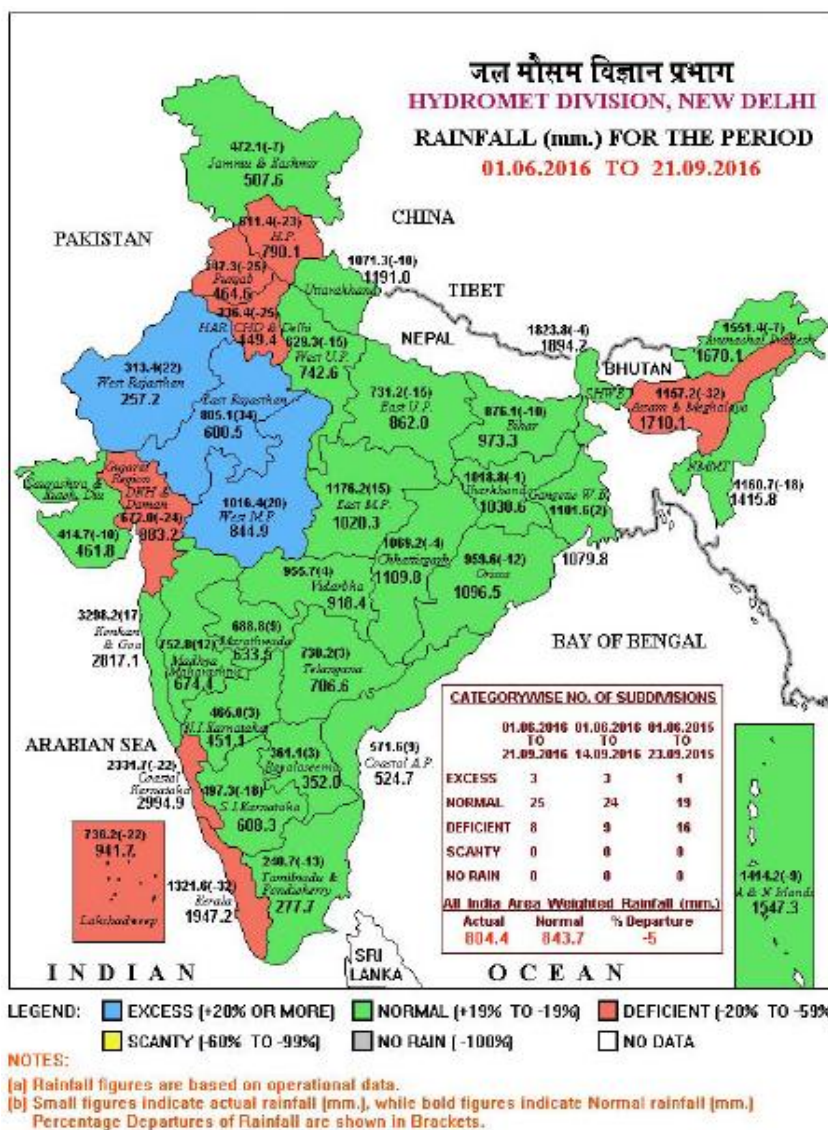 जल मौसम विज्ञान प्रभाग
HYDROMET DIVISION, NEW DELHI
RAINFALL (mm.) FOR THE PERIOD
01.06.2016 TO 21.09.2016
472.1(-7)
Jammu & Kashmir
507.6
CHINA
PAKISTAN
611.4(-23)
H.P.
790.1
347.3(-25)
Punjab
464.6
1071.3(-10)
1191.0
Uttarakhand
TIBET
336.4(-25)
HAR. CHD & Delhi
449.4
NEPAL
1823.8(-4)
1894.2
1551.4(-7)
Arunachal Pradesh
1670.1
629.3(-15)
West U.P.
742.6
BHUTAN
SHWB
313.4(22)
West Rajasthan
257.2
East Rajasthan
805.1(34)
600.5
731.2(-15)
East U.P.
862.0
876.1(-10)
Bihar
973.3
1157.2(-32)
Assam & Meghalaya
1710.1
NMMT
1160.7(-18)
1415.8
Saurashtra & Kutch, Diu
414.7(-10)
461.8
Gujarat
Region
DNH &
Daman
672.0(-24)
883.2
1016.4(20)
West M.P.
844.9
1176.2(15)
East M.P.
1020.3
1018.8(-1)
Jharkhand
1030.6
Gangetic W.B.
1101.6(2)
1079.8
1069.2(-4)
Chhattisgarh
1109.0
959.6(-12)
Orissa
1096.5
955.7(4)
Vidarbha
918.4
3298.2(17)
Konkan
& Goa
2817.1
752.8(12)
Madhya
Maharashtra
674.4
688.8(9)
Marathwada
633.5
730.2(3)
Telangana
706.6
BAY OF BENGAL
ARABIAN SEA
465.0(3)
N.I.Karnataka
451.1
361.4(3)
Rayalaseema
352.0
571.6(9)
Coastal A.P.
524.7
2331.7(-22)
Coastal
Karnataka
2994.9
497.3(-18)
S.I.Karnataka
608.3
736.2(-22)
941.7
Lakshadweep
1321.6(-32)
Kerala
1947.2
240.7(-13)
Tamilnadu &
Pondicherry
277.7
SRI
LANKA
1414.2(-9)
A & N Islands
1547.3
CATEGORYWISE NO. OF SUBDIVISIONS
01.06.2016 01.06.2016 01.06.2015
TO TO TO
21.09.2016 14.09.2016 23.09.2015
EXCESS 3 3 1
NORMAL 25 24 19
DEFICIENT 8 9 16
SCANTY 0 0 0
NO RAIN 0 0 0
All India Area Weighted Rainfall (mm.)
Actual Normal % Departure
804.4 843.7 -5
INDIAN OCEAN
LEGEND: EXCESS (+20% OR MORE) NORMAL (+19% TO -19%) DEFICIENT (-20% TO -59%
SCANTY (-60% TO -99%) NO RAIN (-100%) NO DATA
NOTES:
(a) Rainfall figures are based on operational data.
(b) Small figures indicate actual rainfall (mm.), while bold figures indicate Normal rainfall (mm.)
Percentage Departures of Rainfall are shown in Brackets.